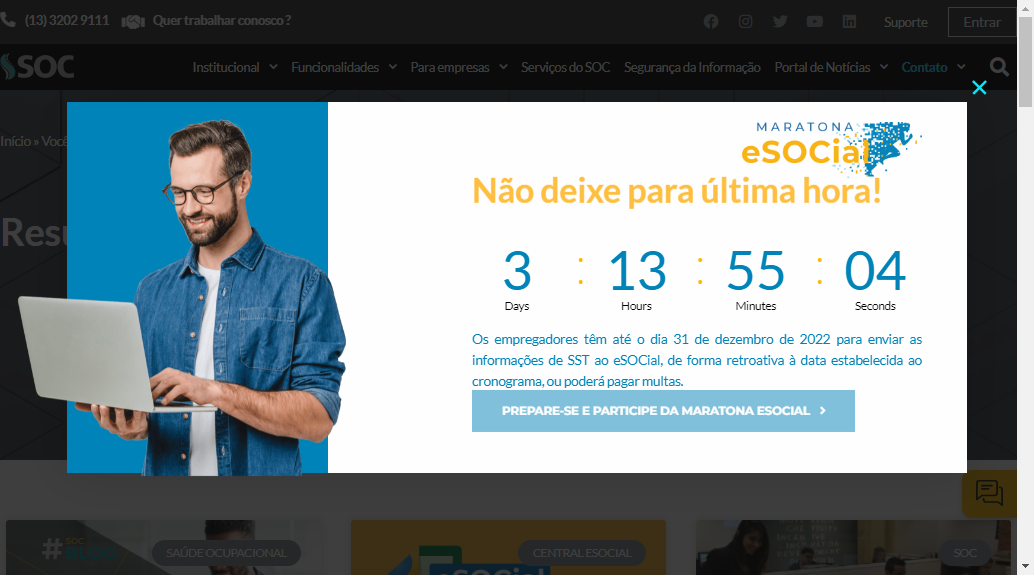 (13) 3202 9111 Quer trabalhar conosco ?
Suporte Entrar
SOC Institucional Funcionalidades Para empresas Serviços do SOC Segurança da Informação Portal de Notícias Contato
Início » Você
MARATONA
eSOCial
Não deixe para última hora!
3 : 13 : 55 : 04
Days Hours Minutes Seconds
Os empregadores têm até o dia 31 de dezembro de 2022 para enviar as
informações de SST ao eSOCial, de forma retroativa à data estabelecida ao
cronograma, ou poderá pagar multas.
PREPARE-SE E PARTICIPE DA MARATONA ESOCIAL
#SOC
SAÚDE OCUPACIONAL
eSOCial
CENTRAL ESOCIAL
SOC